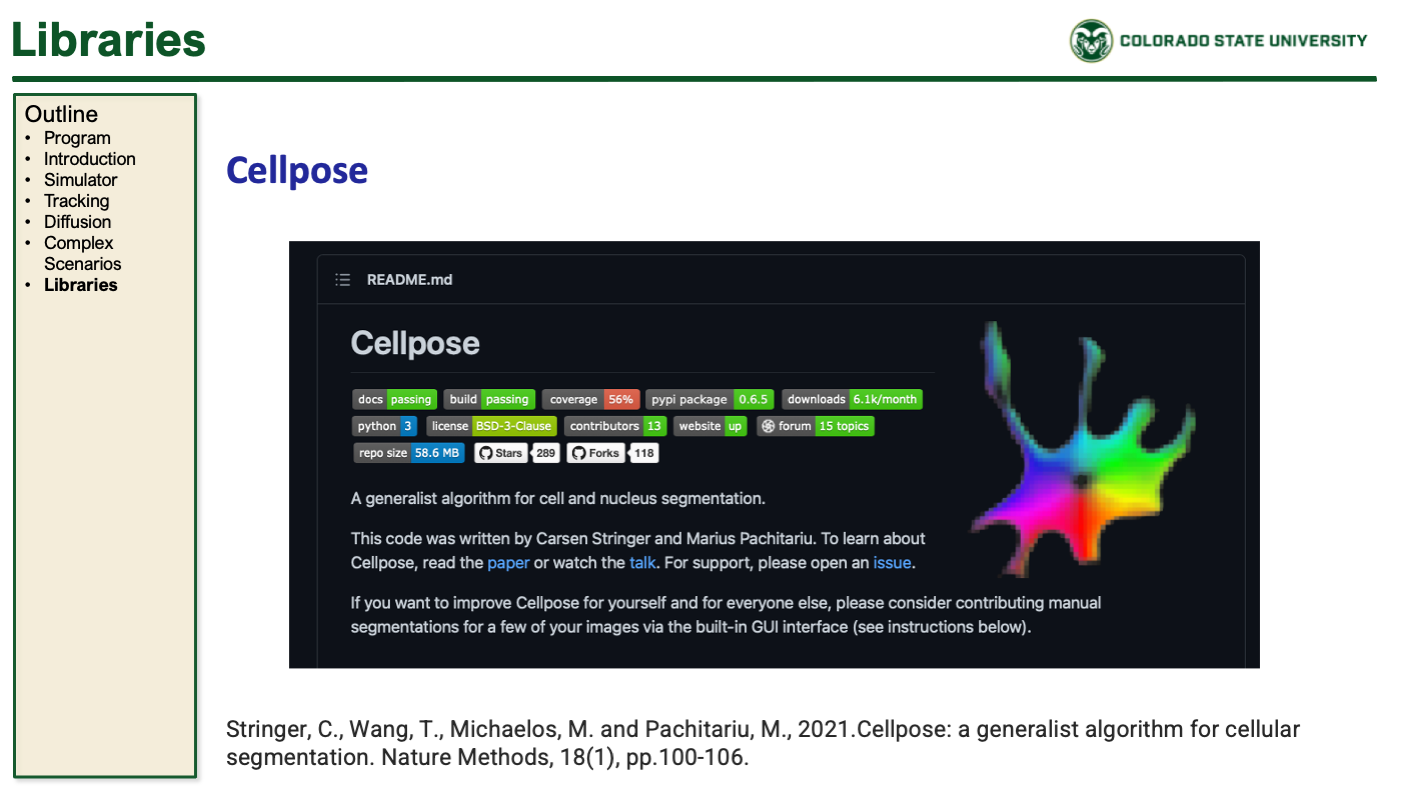 Libraries
COLORADO STATE UNIVERSITY
Outline
• Program
• Introduction
• Simulator
• Tracking
• Diffusion
• Complex
Scenarios
• Libraries
Cellpose
README.md
Cellpose
docs passing build passing coverage 56% pypi package 0.6.5 downloads 6.1k/month
python 3 license BSD-3-Clause contributors 13 website up forum 15 topics
repo size 58.6 MB Stars 289 Forks 118
A generalist algorithm for cell and nucleus segmentation.
This code was written by Carsen Stringer and Marius Pachitariu. To learn about
Cellpose, read the paper or watch the talk. For support, please open an issue.
If you want to improve Cellpose for yourself and for everyone else, please consider contributing manual
segmentations for a few of your images via the built-in GUI interface (see instructions below).
Stringer, C., Wang, T., Michaelos, M. and Pachitariu, M., 2021.Cellpose: a generalist algorithm for cellular
segmentation. Nature Methods, 18(1), pp.100-106.